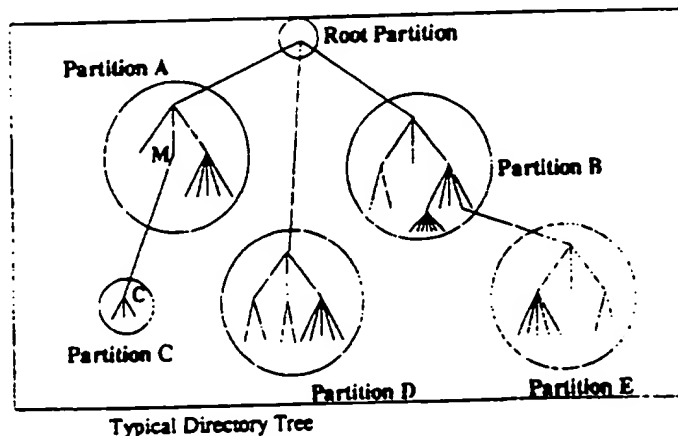 Root Partition
Partition A
M
Partition B
C
Partition C
Partition D
Partition E
Typical Directory Tree